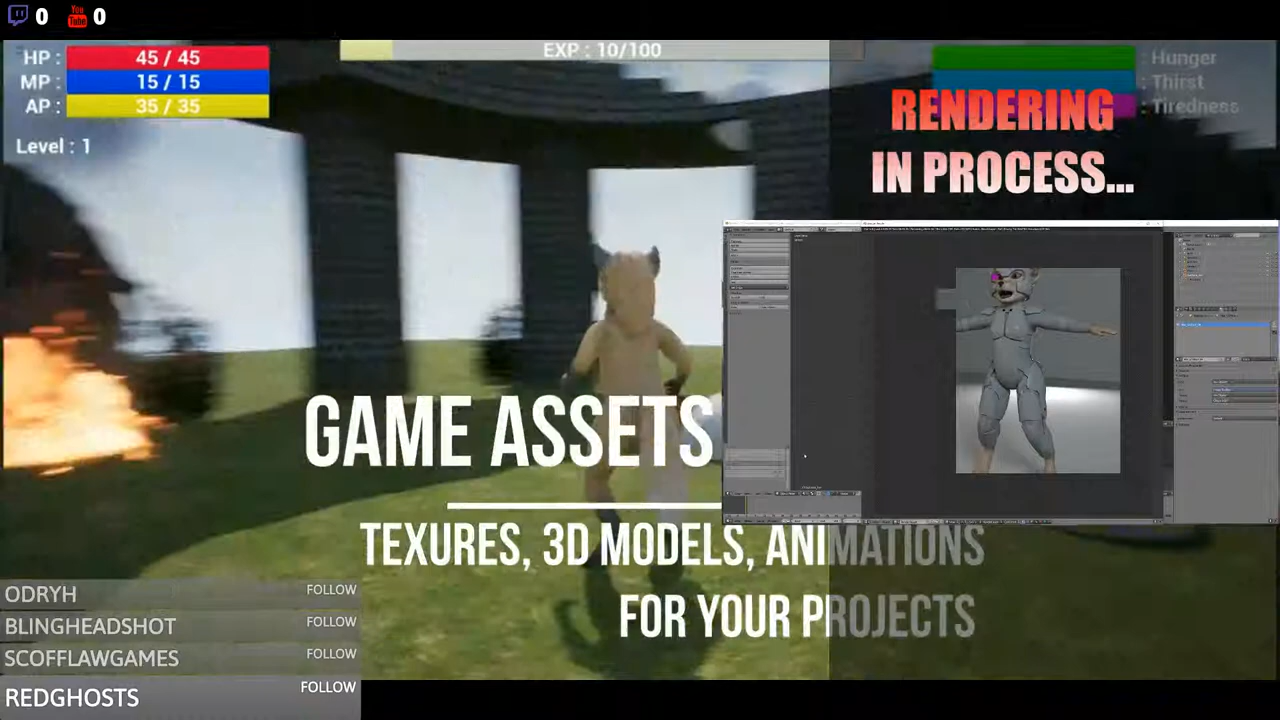 0
You Tube 0
EXP : 10/100
HP : 45 / 45
MP : 15 / 15
AP : 35 / 35
Level : 1
: Hunger
: Thirst
: Tiredness
RENDERING
IN PROCESS...
GAME ASSETS
TEXURES, 3D MODELS, ANIMATIONS
FOR YOUR PROJECTS
ODRYH FOLLOW
BLINGHEADSHOT FOLLOW
SCOFFLAWGAMES FOLLOW
REDGHOSTS FOLLOW